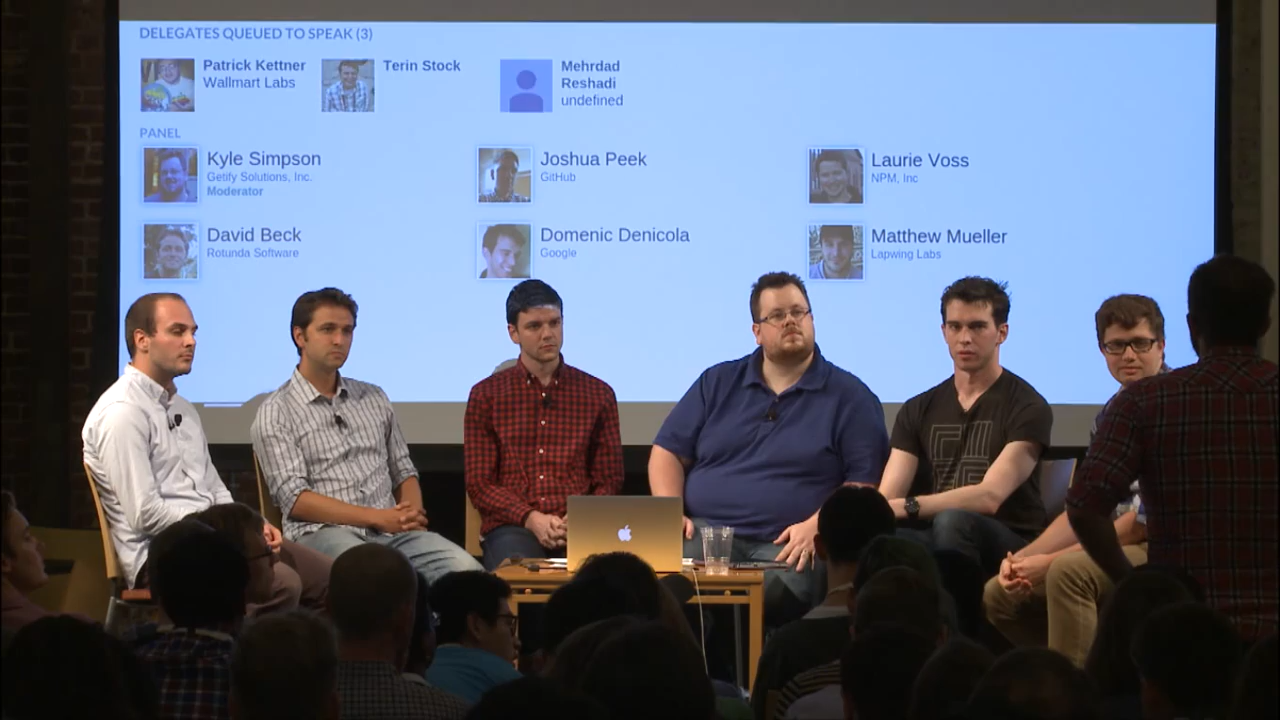 DELEGATES QUEUED TO SPEAK (3)
Patrick Kettner
Wallmart Labs
Terin Stock
Mehrdad
Reshadi
undefined
PANEL
Kyle Simpson
Getify Solutions, Inc.
Moderator
Joshua Peek
GitHub
Laurie Voss
NPM, Inc
David Beck
Rotunda Software
Domenic Denicola
Google
Matthew Mueller
Lapwing Labs